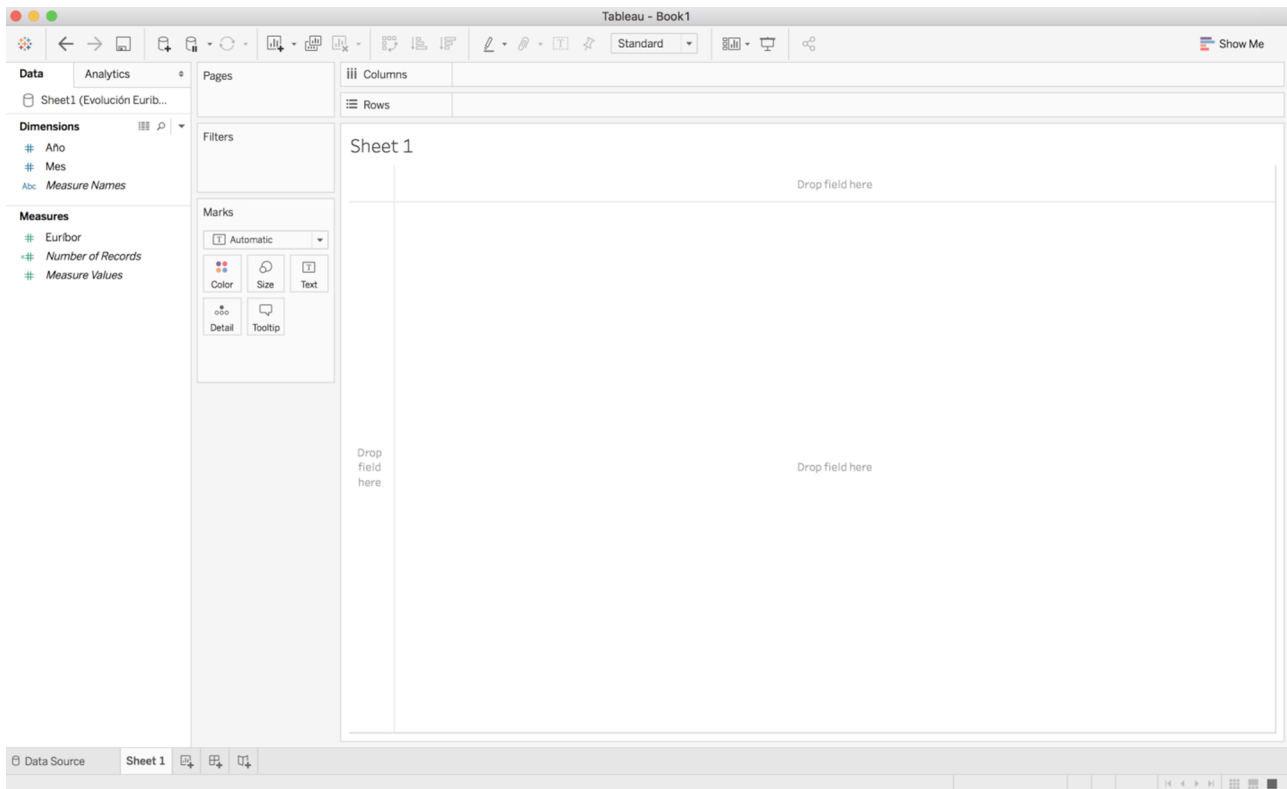 Tableau - Book1
Standard
Show Me
Data Analytics
Sheet1 (Evolución Eurib...
Dimensions
# Año
# Mes
Abc Measure Names
Measures
# Euríbor
=# Number of Records
# Measure Values
Pages
Filters
Marks
T Automatic
Color Size Text
Detail Tooltip
iii Columns
Rows
Sheet 1
Drop field here
Drop
field
here
Drop field here
Data Source Sheet 1